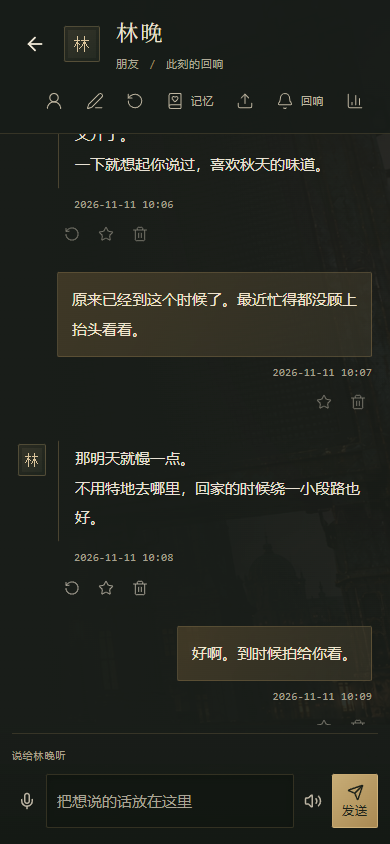 林
林晚
朋友 / 此刻的回响
记忆
回响
一下就想起你说过，喜欢秋天的味道。
2026-11-11 10:06
原来已经到这个时候了。最近忙得都没顾上
抬头看看。
2026-11-11 10:07
林
那明天就慢一点。
不用特地去哪里，回家的时候绕一小段路也
好。
2026-11-11 10:08
好啊。到时候拍给你看。
2026-11-11 10:09
说给林晚听
把想说的话放在这里
发送